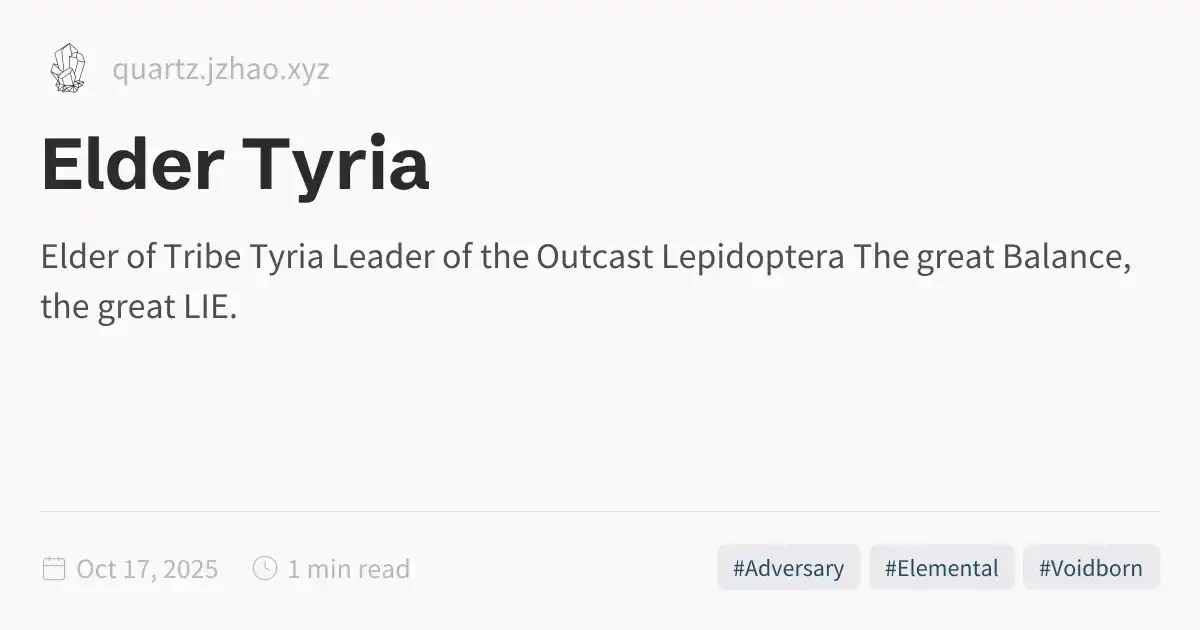 quartz.jzhao.xyz
Elder Tyria
Elder of Tribe Tyria Leader of the Outcast Lepidoptera The great Balance,
the great LIE.
Oct 17, 2025 1 min read #Adversary #Elemental #Voidborn